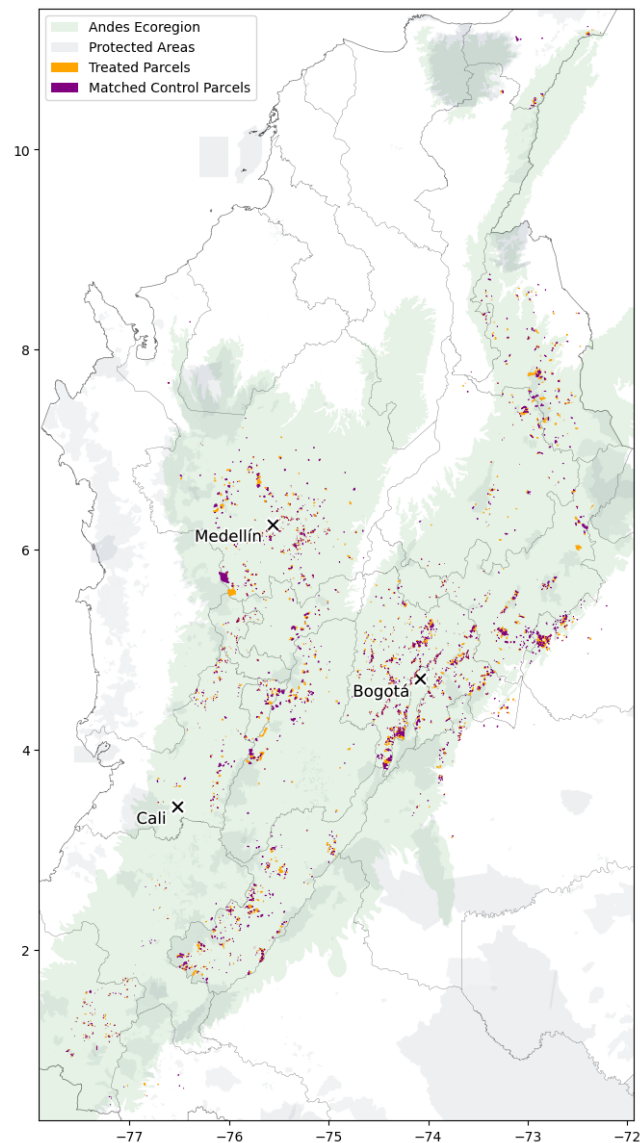 Andes Ecoregion
Protected Areas
Treated Parcels
Matched Control Parcels
10
8
Medellín
6
Bogotá
4
Cali
2
−77
−76
−75
−74
−73
−72